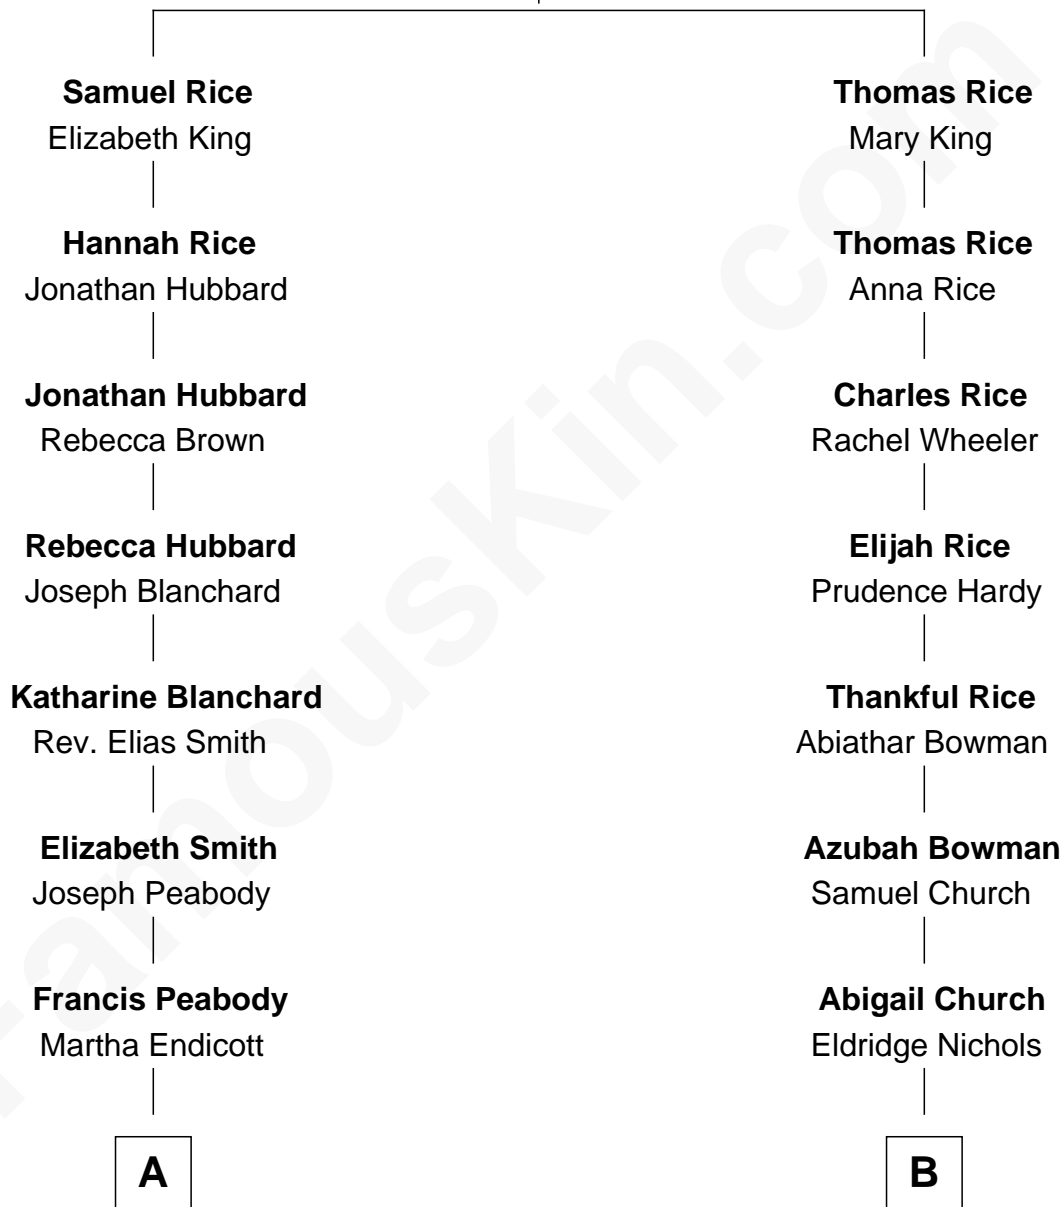 Samuel Rice
Elizabeth King
Thomas Rice
Mary King
Hannah Rice
Jonathan Hubbard
Thomas Rice
Anna Rice
Jonathan Hubbard
Rebecca Brown
Charles Rice
Rachel Wheeler
Rebecca Hubbard
Joseph Blanchard
Elijah Rice
Prudence Hardy
Katharine Blanchard
Rev. Elias Smith
Thankful Rice
Abiathar Bowman
Elizabeth Smith
Joseph Peabody
Azubah Bowman
Samuel Church
Francis Peabody
Martha Endicott
Abigail Church
Eldridge Nichols
A
B
FamousKin.com